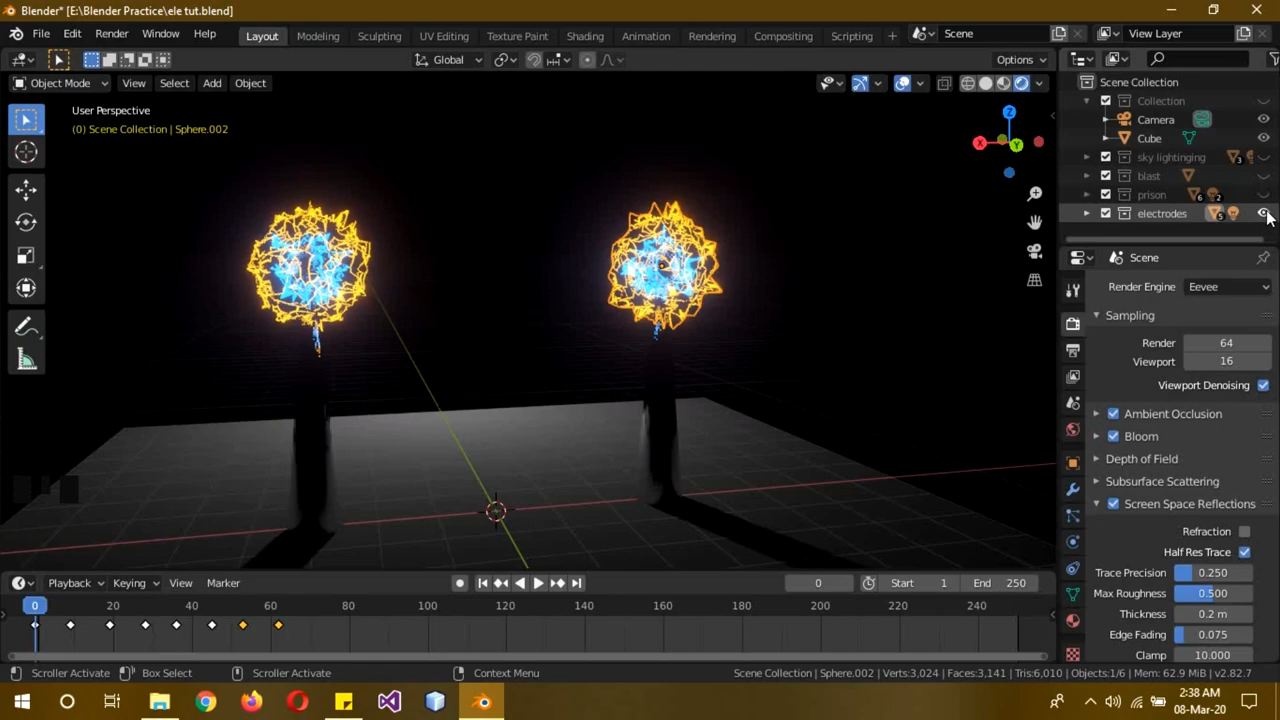 Blender* [E:\Blender Practice\ele tut.blend]
File Edit Render Window Help Layout Modeling Sculpting UV Editing Texture Paint Shading Animation Rendering Compositing Scripting + Scene View Layer
Global Options
Object Mode View Select Add Object
Scene Collection
User Perspective
(0) Scene Collection | Sphere.002
Collection
Camera
Cube
sky lightinging 3
blast
prison 6 2
electrodes 5
X Y Z
Scene
Render Engine Eevee
Sampling
Render 64
Viewport 16
Viewport Denoising
Ambient Occlusion
Bloom
Depth of Field
Subsurface Scattering
Screen Space Reflections
Refraction
Half Res Trace
Trace Precision 0.250
Max Roughness 0.500
Thickness 0.2 m
Edge Fading 0.075
Clamp 10.000
Playback Keying View Marker 0 Start 1 End 250
0 20 40 60 80 100 120 140 160 180 200 220 240
Scroller Activate Box Select Scroller Activate Context Menu Scene Collection | Sphere.002 | Verts:3,024 | Faces:3,141 | Tris:6,010 | Objects:1/6 | Mem: 62.9 MiB | v2.82.7
2:38 AM
08-Mar-20